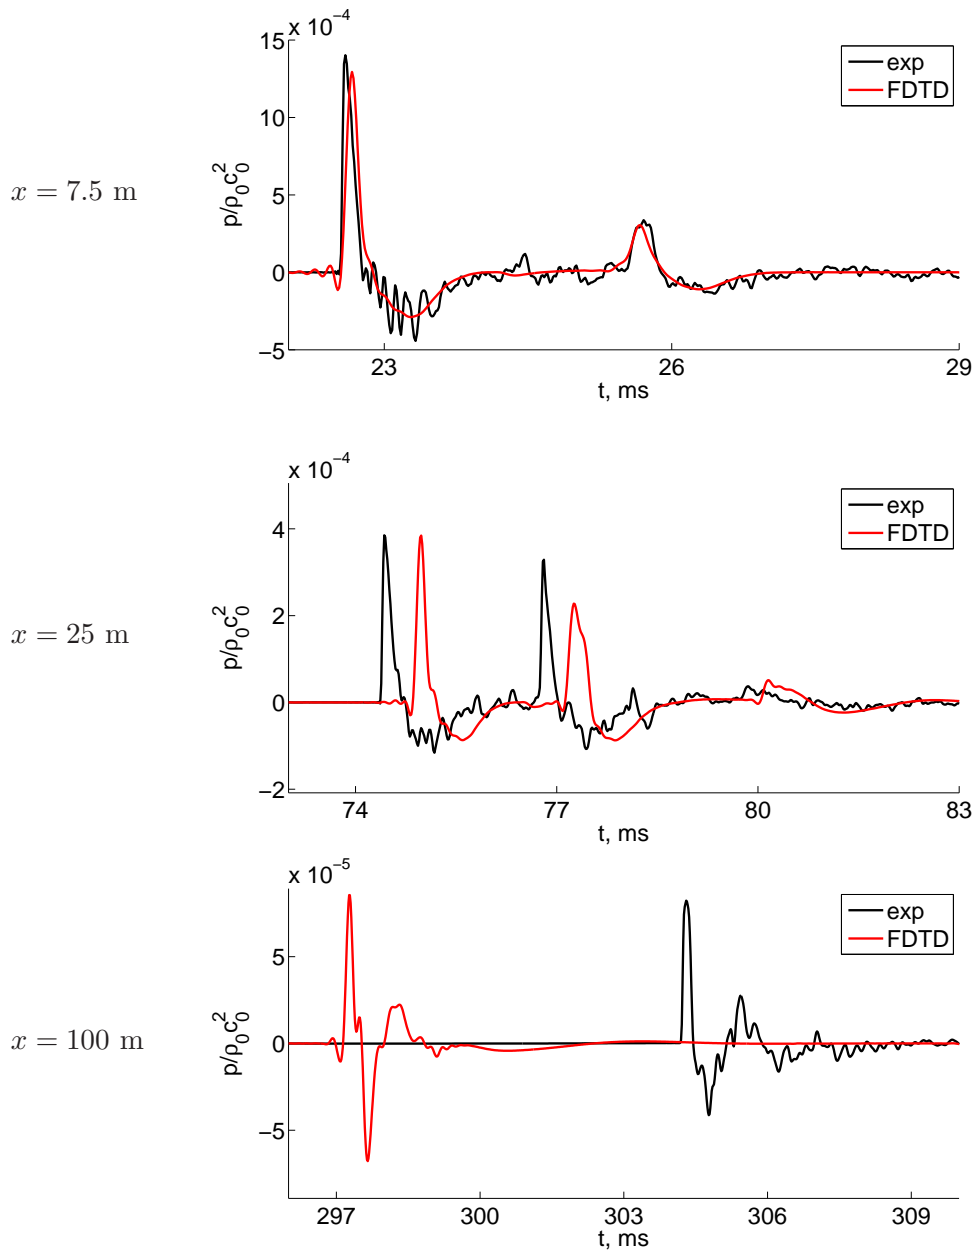 x 10⁻⁴
15
10
5
0
−5
p/ρ₀c₀²
x = 7.5 m
exp
FDTD
23
26
29
t, ms
x 10⁻⁴
4
2
0
−2
p/ρ₀c₀²
x = 25 m
exp
FDTD
74
77
80
83
t, ms
x 10⁻⁵
5
0
−5
p/ρ₀c₀²
x = 100 m
exp
FDTD
297
300
303
306
309
t, ms